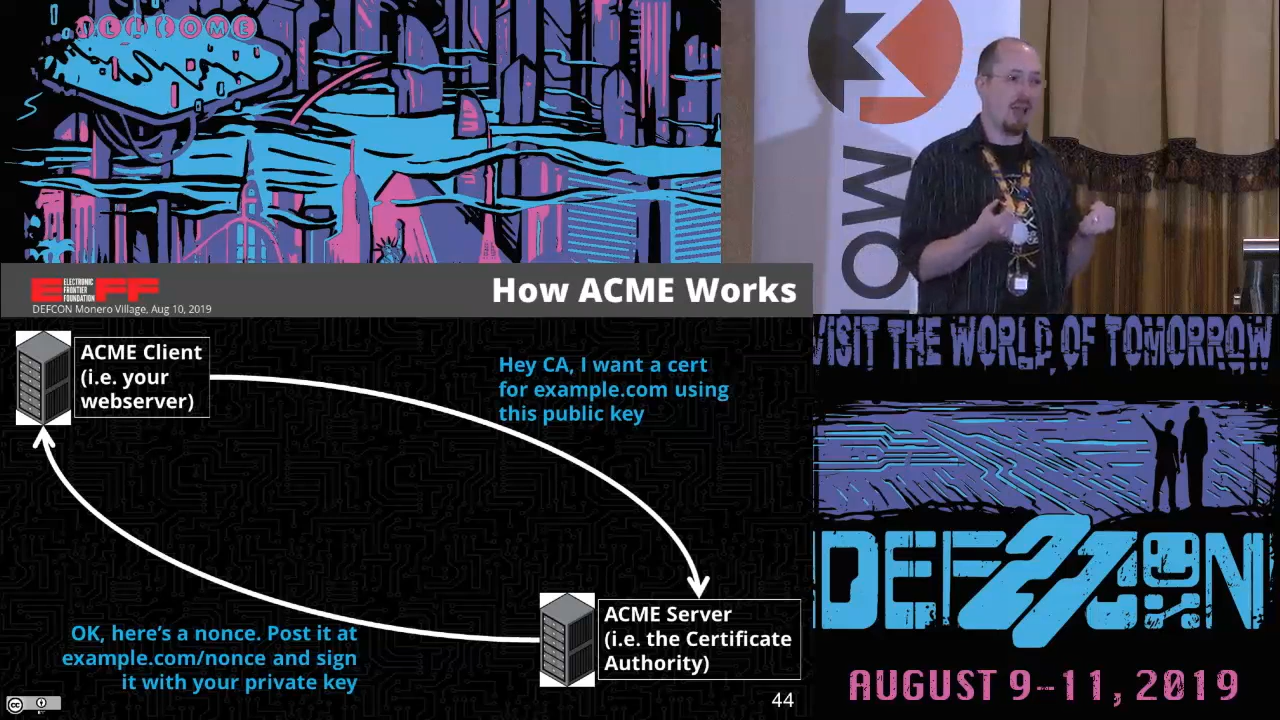 WELCOME
ELECTRONIC
FRONTIER
FOUNDATION
EFF
DEFCON Monero Village, Aug 10, 2019
How ACME Works
ACME Client
(i.e. your
webserver)
Hey CA, I want a cert
for example.com using
this public key
OK, here's a nonce. Post it at
example.com/nonce and sign
it with your private key
ACME Server
(i.e. the Certificate
Authority)
44
VISIT THE WORLD OF TOMORROW
DEF27CON
AUGUST 9-11, 2019